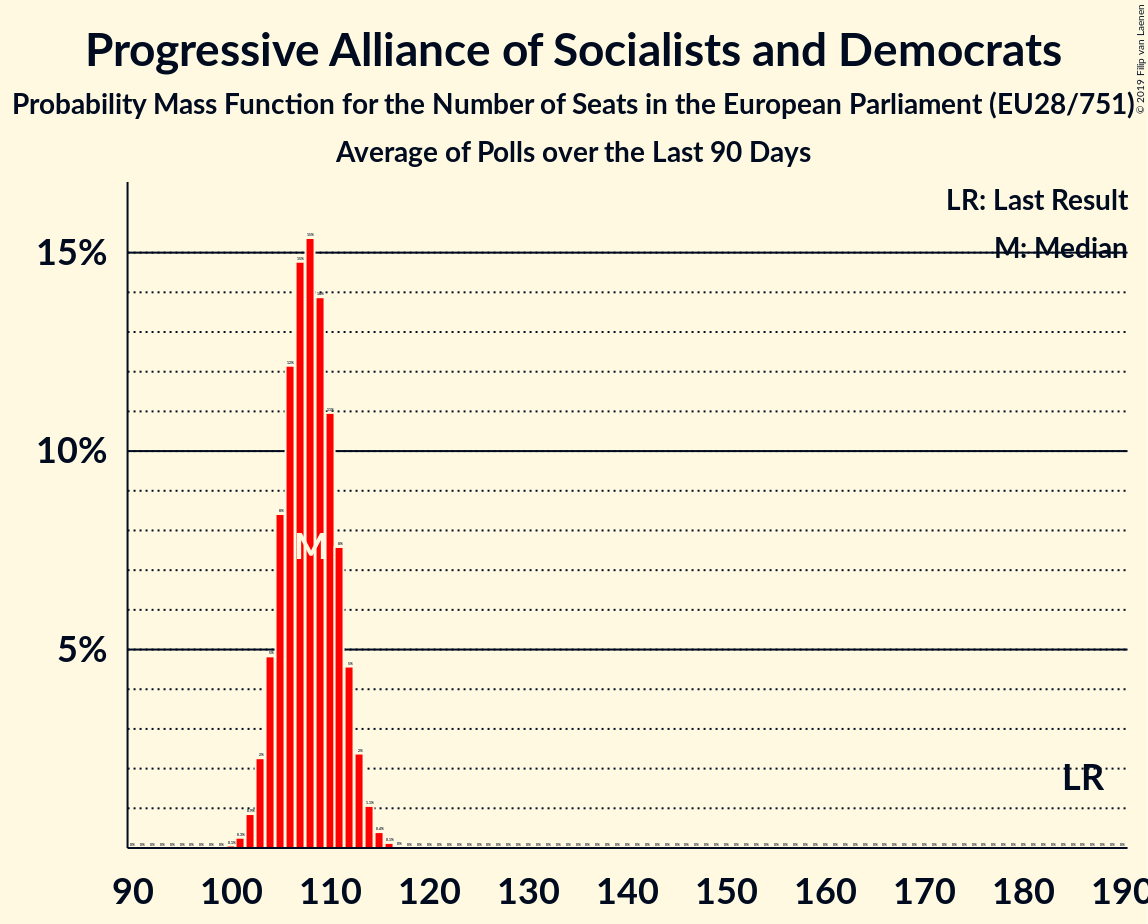 Progressive Alliance of Socialists and Democrats
Probability Mass Function for the Number of Seats in the European Parliament (EU28/751)
Average of Polls over the Last 90 Days
© 2019 Filip van Laenen
LR: Last Result
M: Median
15%
10%
5%
M
LR
90 100 110 120 130 140 150 160 170 180 190